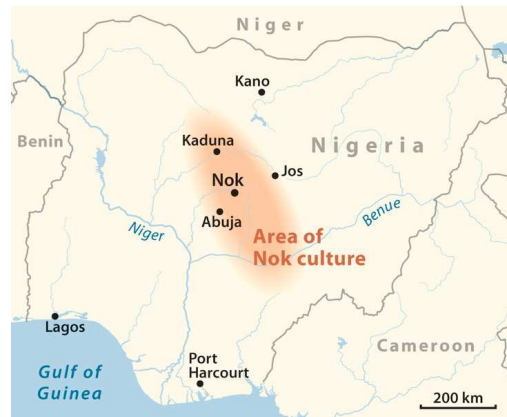 Niger
Kano
Benin
Nigeria
Kaduna
Jos
Nok
Abuja
Benue
Niger
Area of
Nok culture
Lagos
Cameroon
Gulf of
Guinea
Port
Harcourt
200 km